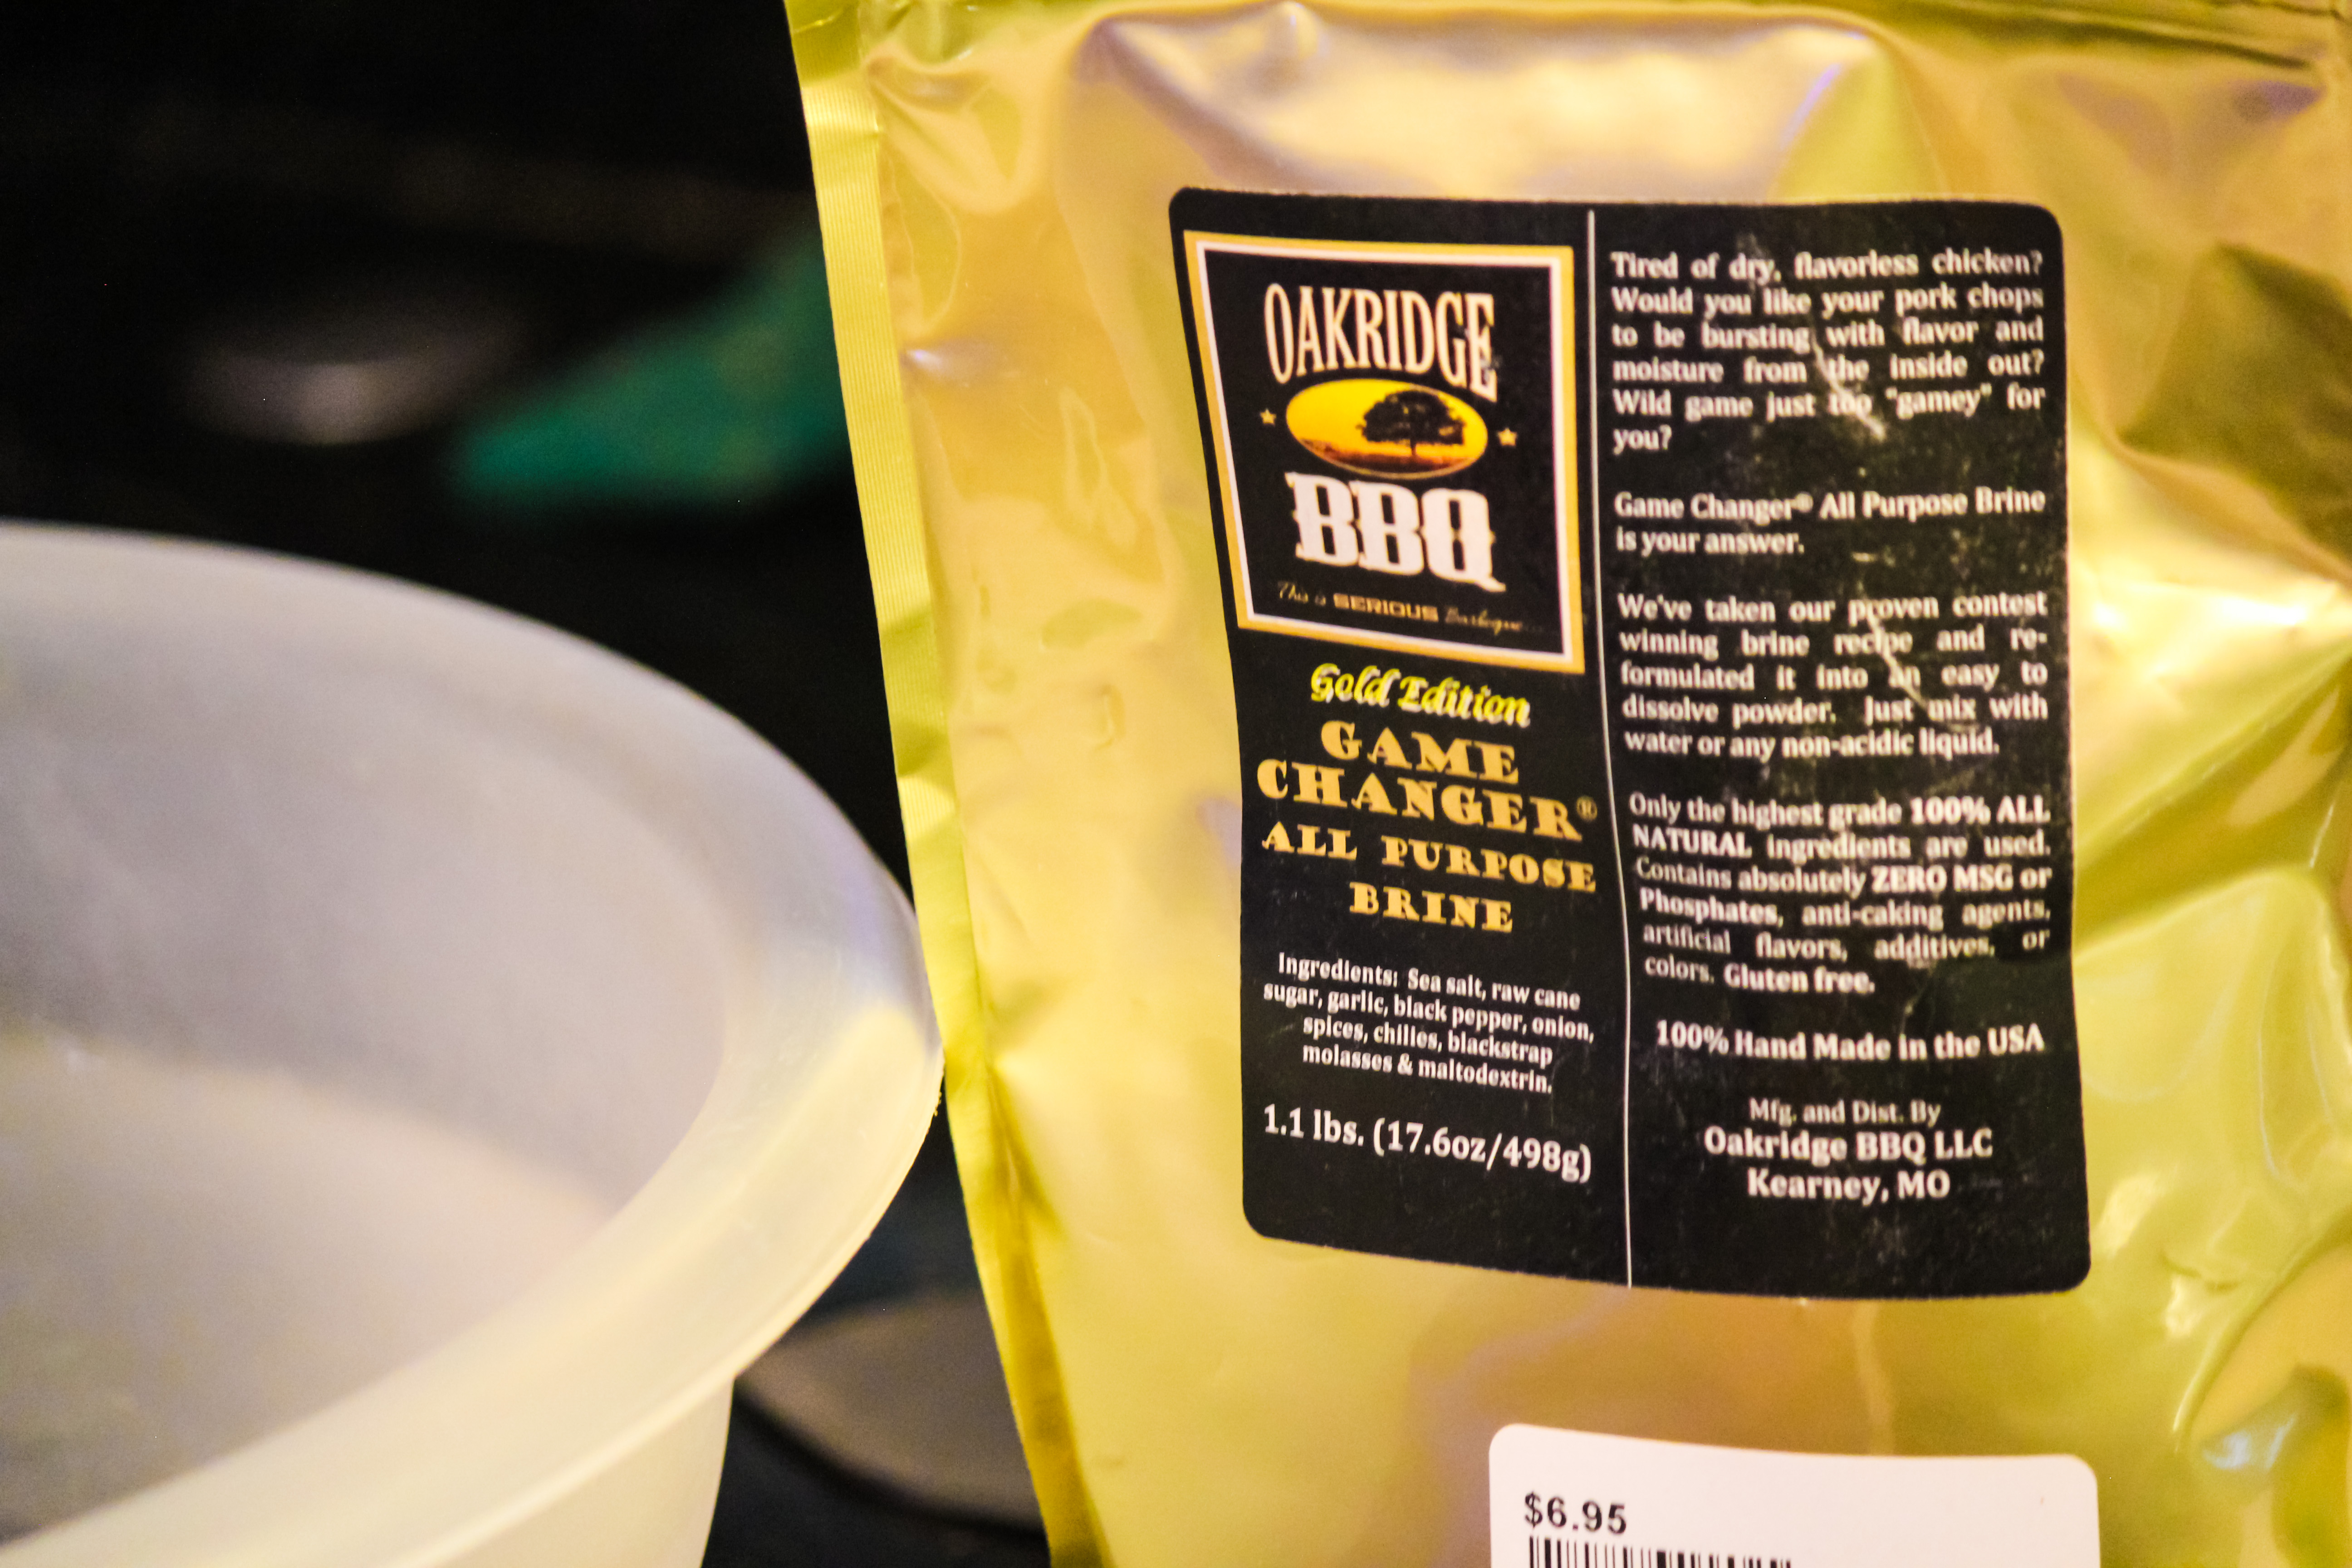 OAKRIDGE
BBQ
This is SERIOUS Barbeque...
Gold Edition
GAME
CHANGER®
ALL PURPOSE
BRINE
Ingredients: Sea salt, raw cane
sugar, garlic, black pepper, onion,
spices, chilies, blackstrap
molasses & maltodextrin.
1.1 lbs. (17.6oz/498g)
Tired of dry, flavorless chicken?
Would you like your pork chops
to be bursting with flavor and
moisture from the inside out?
Wild game just too "gamey" for
you?
Game Changer® All Purpose Brine
is your answer.
We've taken our proven contest
winning brine recipe and re-
formulated it into an easy to
dissolve powder. Just mix with
water or any non-acidic liquid.
Only the highest grade 100% ALL
NATURAL ingredients are used.
Contains absolutely ZERO MSG or
Phosphates, anti-caking agents,
artificial flavors, additives, or
colors. Gluten free.
100% Hand Made in the USA
Mfg. and Dist. By
Oakridge BBQ LLC
Kearney, MO
$6.95